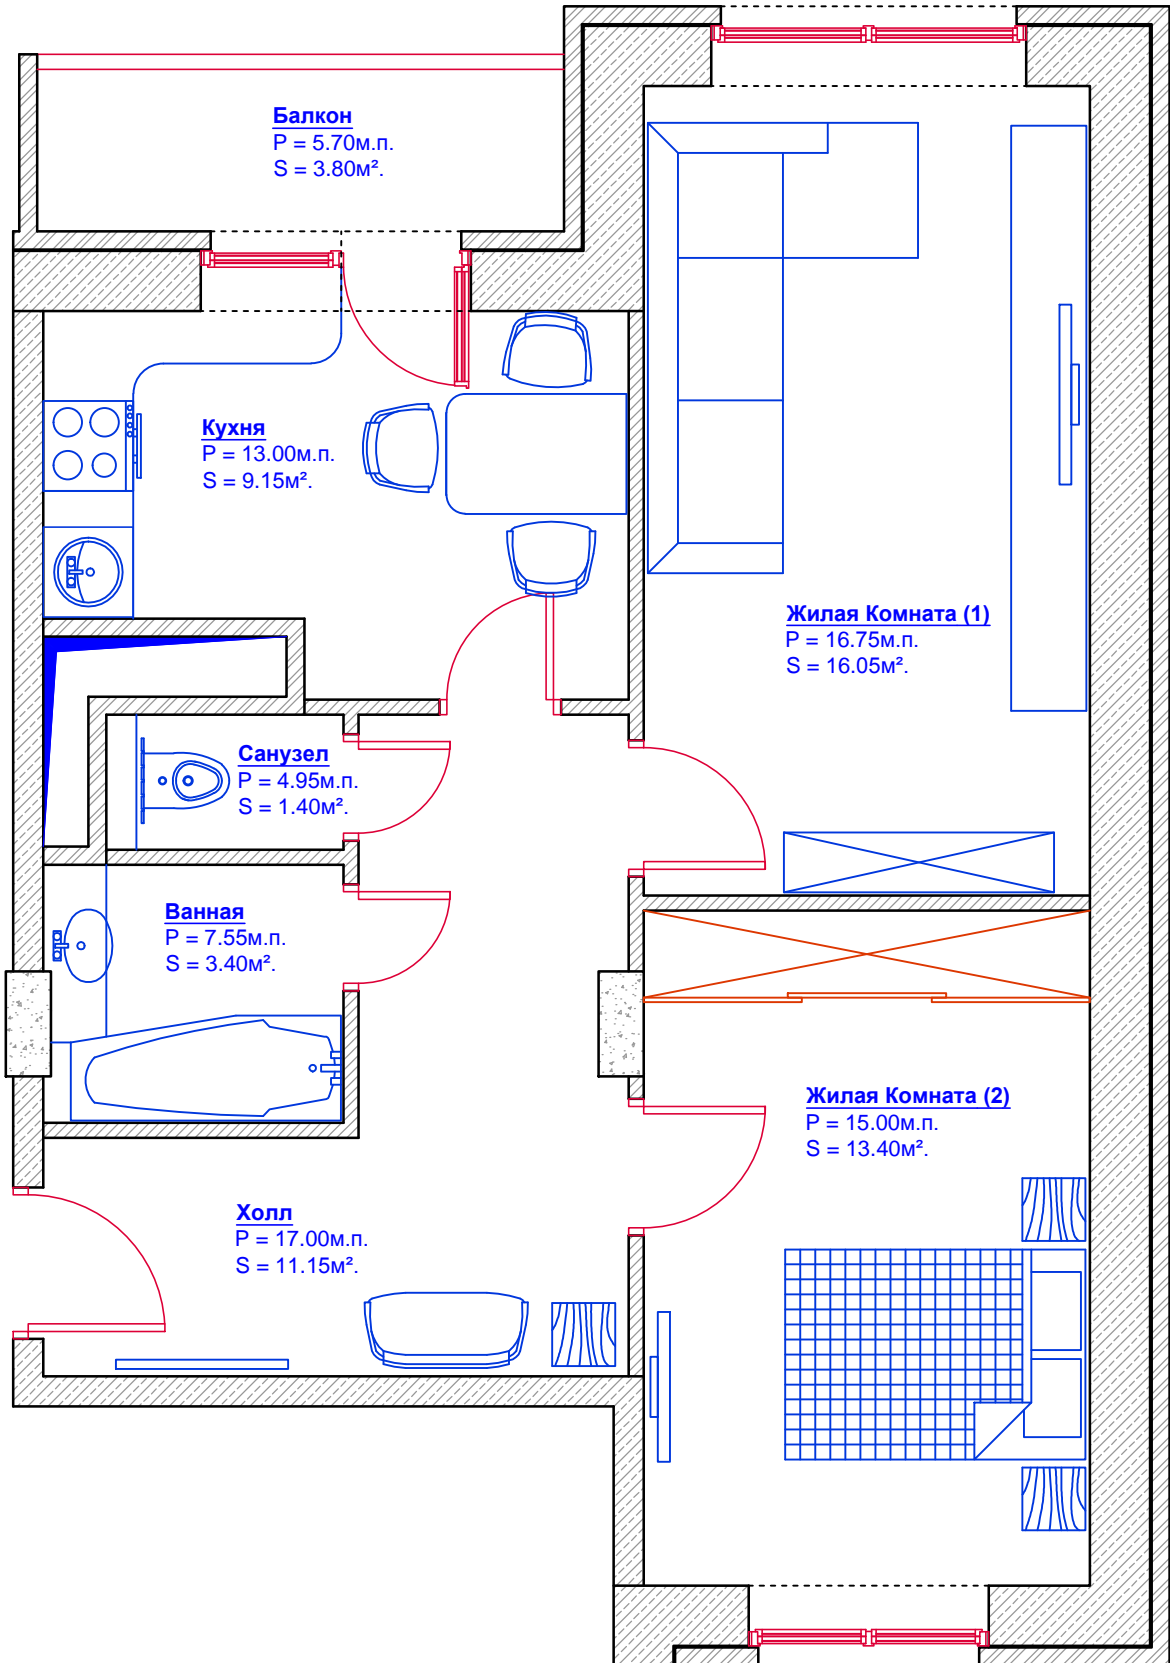 Балкон
P = 5.70м.п.
S = 3.80м².
Кухня
P = 13.00м.п.
S = 9.15м².
Жилая Комната (1)
P = 16.75м.п.
S = 16.05м².
Санузел
P = 4.95м.п.
S = 1.40м².
Ванная
P = 7.55м.п.
S = 3.40м².
Жилая Комната (2)
P = 15.00м.п.
S = 13.40м².
Холл
P = 17.00м.п.
S = 11.15м².